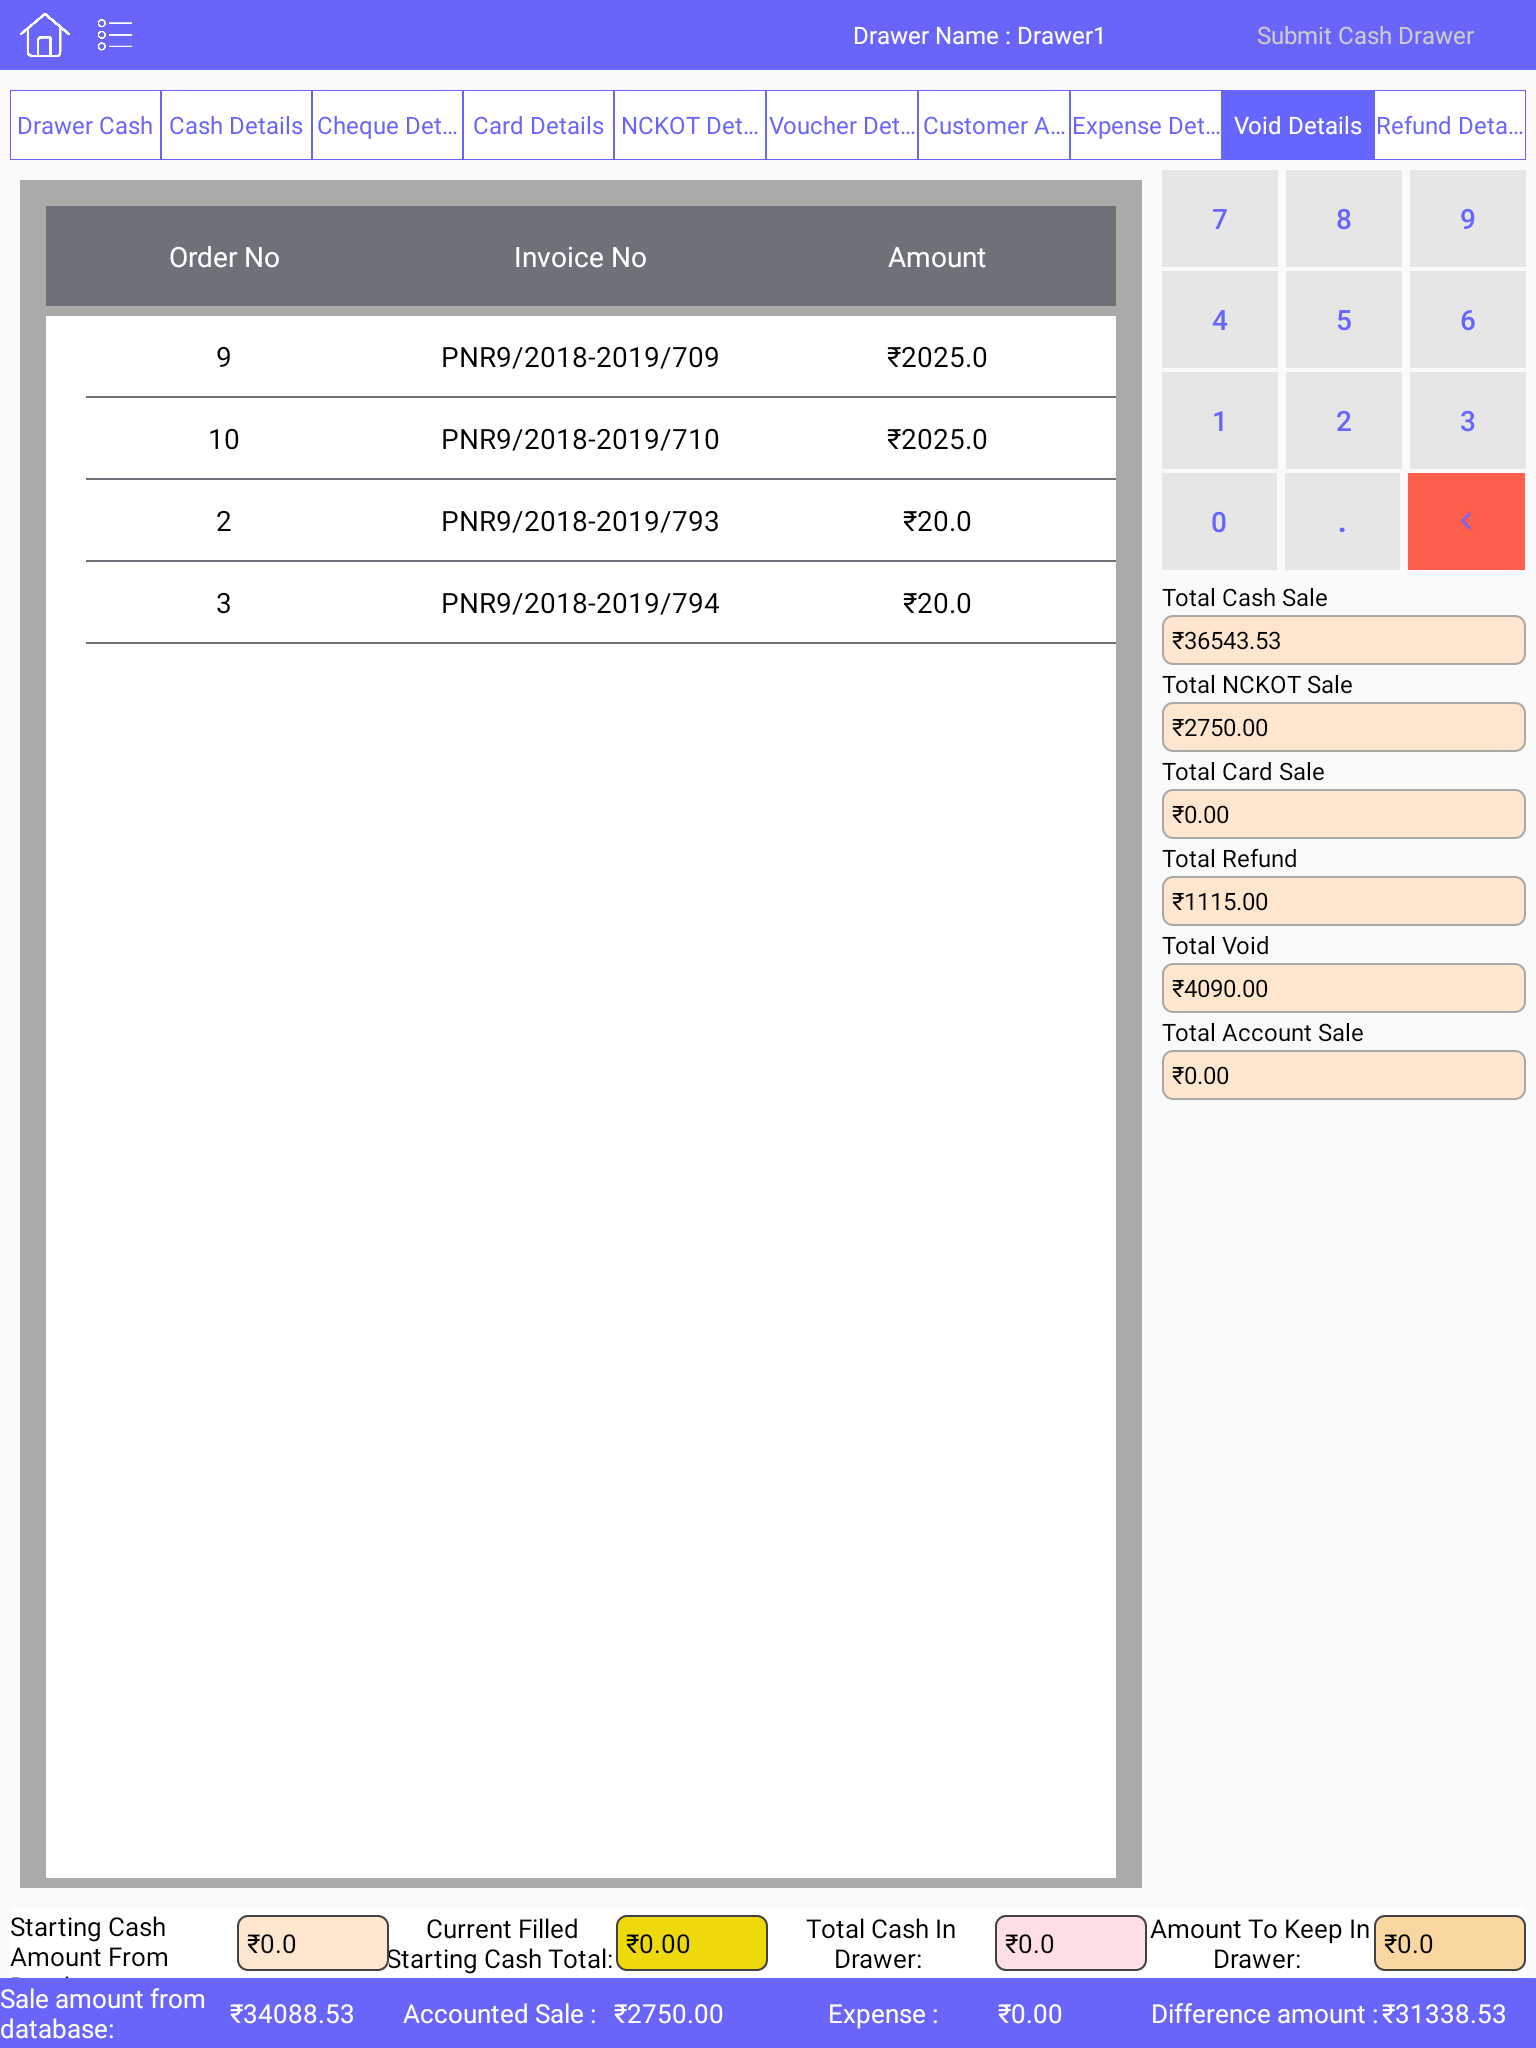 Drawer Name : Drawer1 Submit Cash Drawer
Drawer Cash Cash Details Cheque Det... Card Details NCKOT Det... Voucher Det... Customer A... Expense Det... Void Details Refund Deta...
Order No Invoice No Amount
9 PNR9/2018-2019/709 ₹2025.0
10 PNR9/2018-2019/710 ₹2025.0
2 PNR9/2018-2019/793 ₹20.0
3 PNR9/2018-2019/794 ₹20.0
7 8 9
4 5 6
1 2 3
0 . <
Total Cash Sale
₹36543.53
Total NCKOT Sale
₹2750.00
Total Card Sale
₹0.00
Total Refund
₹1115.00
Total Void
₹4090.00
Total Account Sale
₹0.00
Starting Cash
Amount From
₹0.0
Current Filled
Starting Cash Total:
₹0.00
Total Cash In
Drawer:
₹0.0
Amount To Keep In
Drawer:
₹0.0
Sale amount from
database:
₹34088.53
Accounted Sale : ₹2750.00
Expense : ₹0.00
Difference amount : ₹31338.53